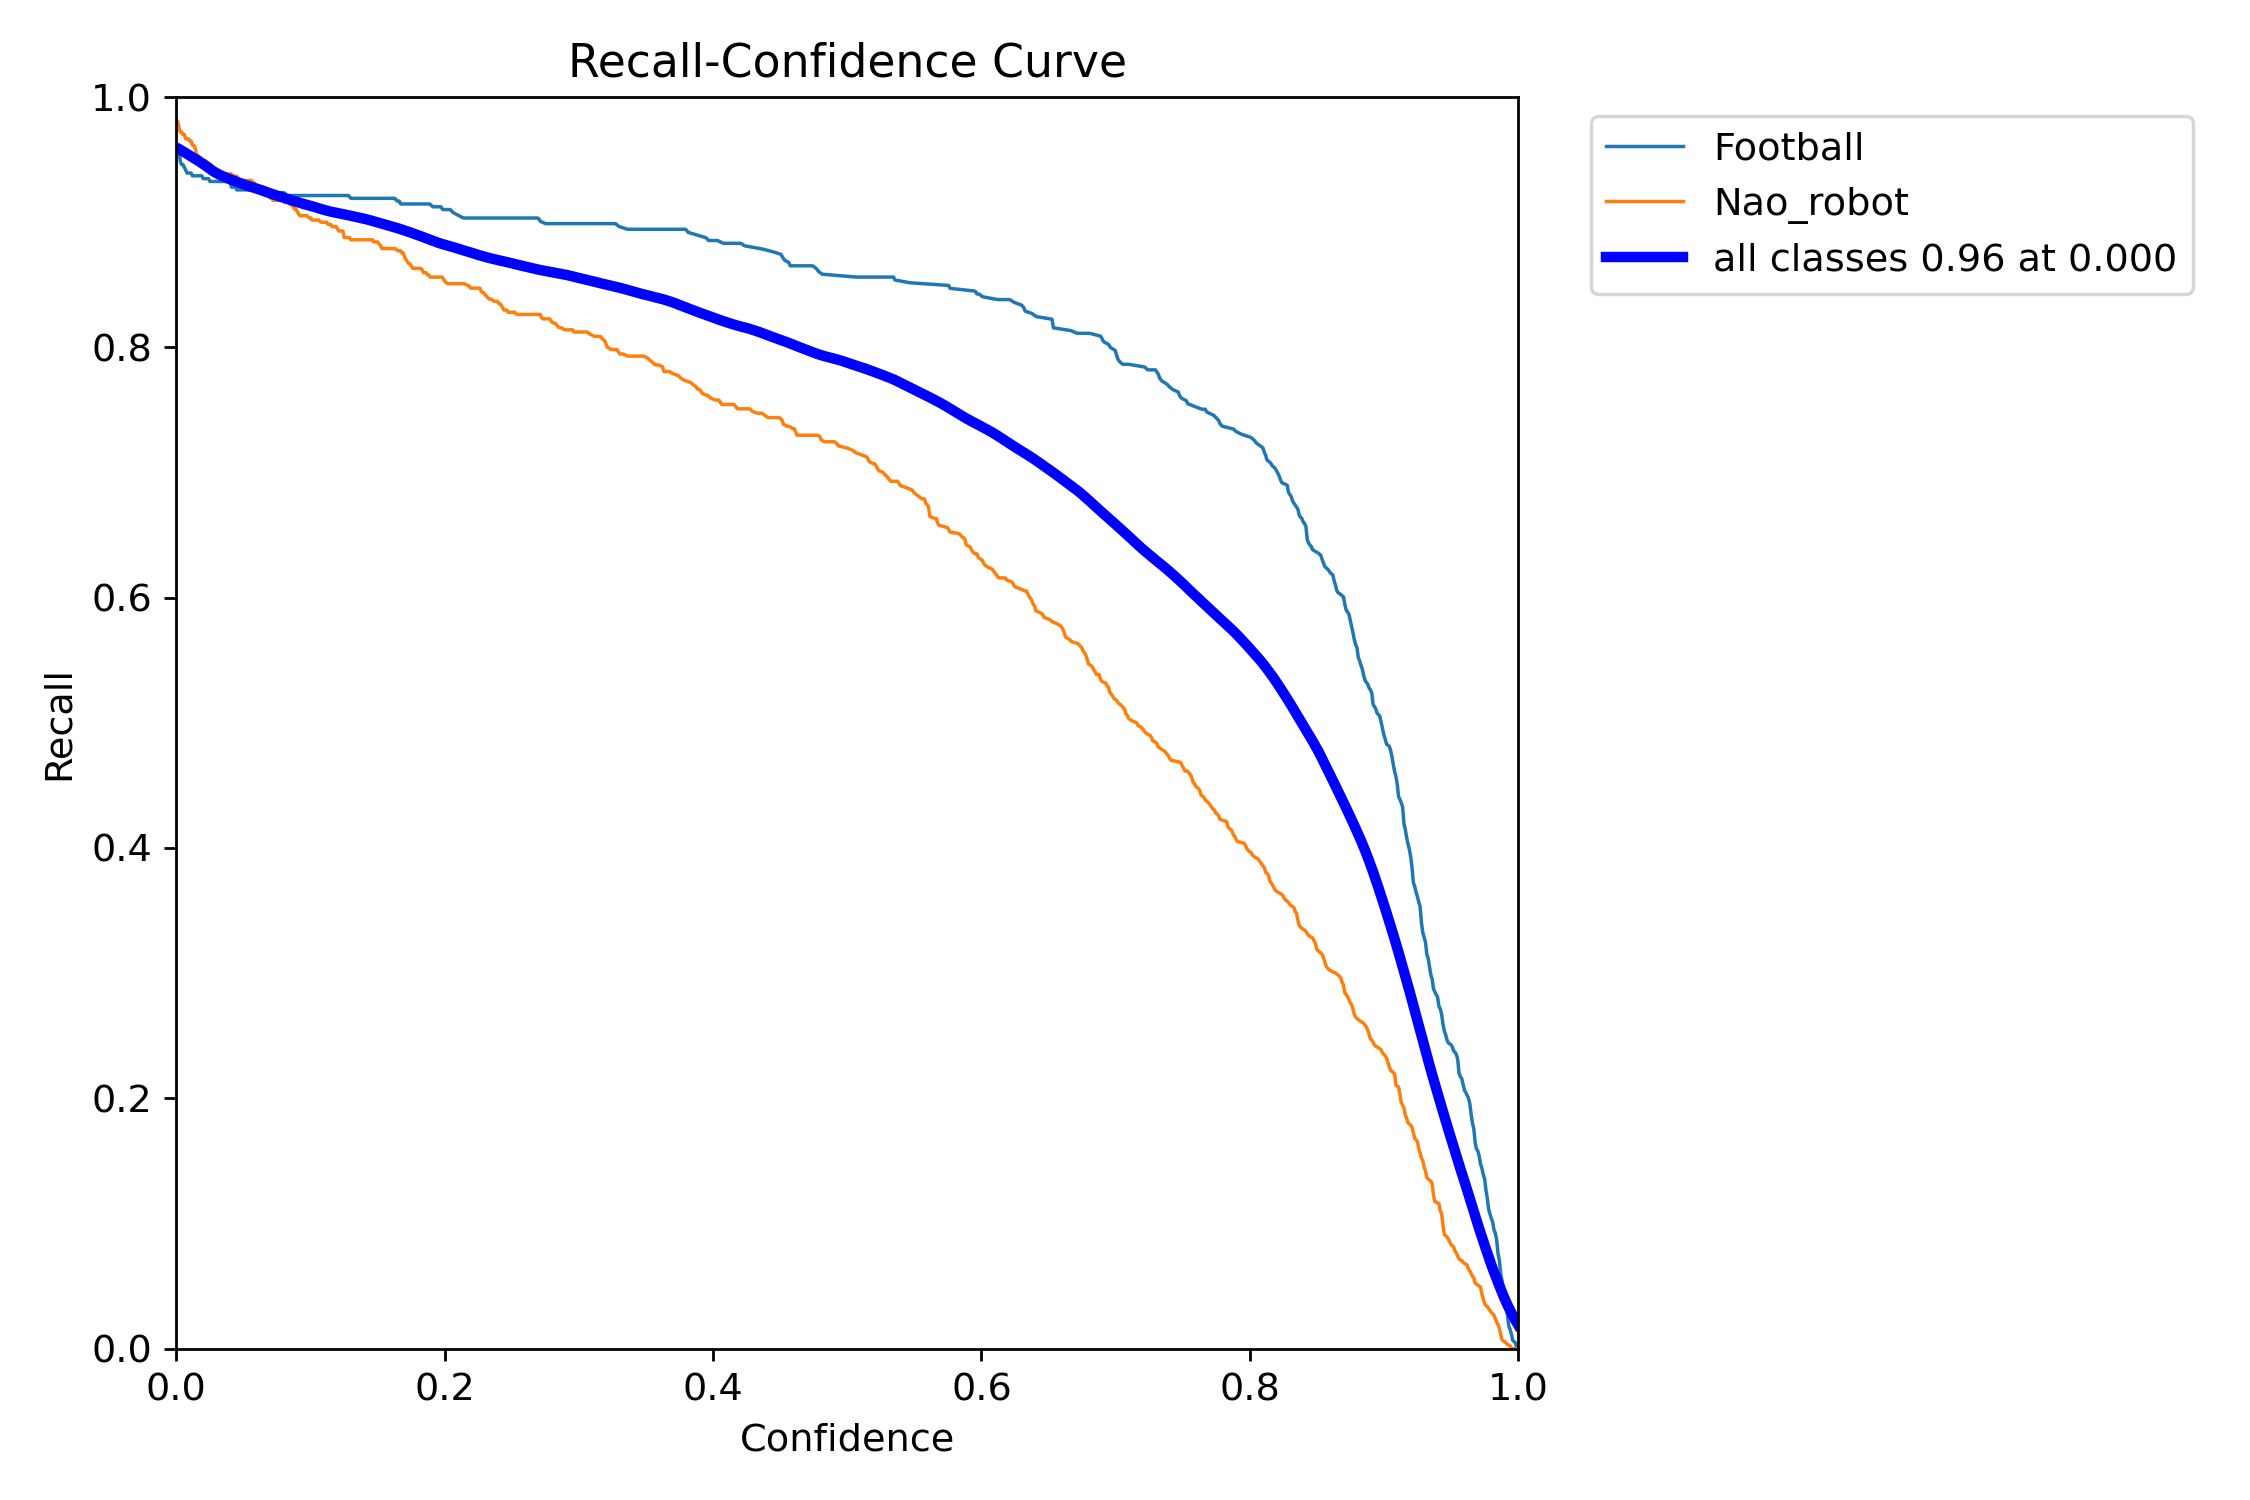 Recall-Confidence Curve
1.0
0.8
0.6
0.4
0.2
0.0
Recall
0.0 0.2 0.4 0.6 0.8 1.0
Confidence
Football
Nao_robot
all classes 0.96 at 0.000